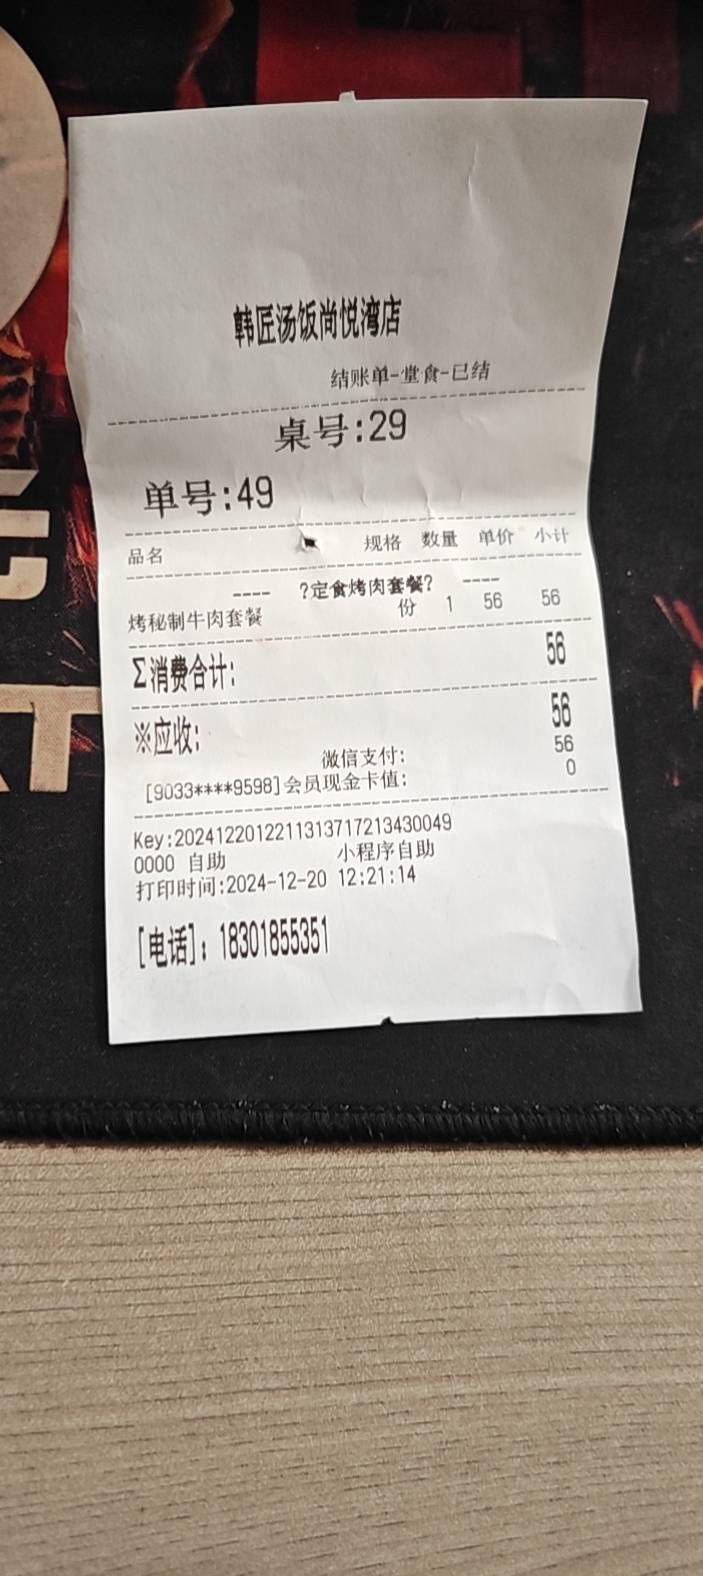 韩匠汤饭尚悦湾店
结账单-堂食-已结
桌号:29
单号:49
品名 规格 数量 单价 小计
---- ?定食烤肉套餐? ----
烤秘制牛肉套餐 份 1 56 56
Σ消费合计: 56
※应收: 56
微信支付: 56
[9033****9598]会员现金卡值: 0
Key:20241220122113137172134300​49
0000 自助 小程序自助
打印时间:2024-12-20 12:21:14
[电话]: 18301855351